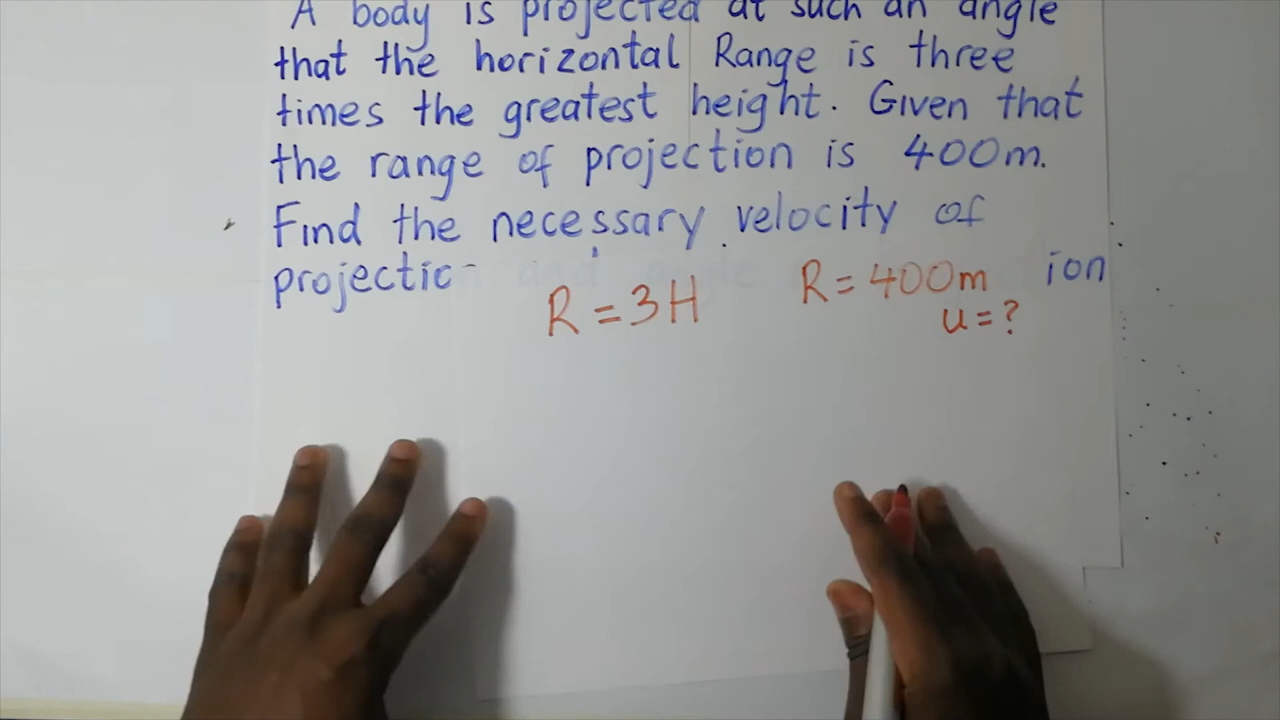 A body is projected at such an angle
that the horizontal Range is three
times the greatest height. Given that
the range of projection is 400m.
Find the necessary velocity of
projectio ion
R = 3H R = 400m
u = ?